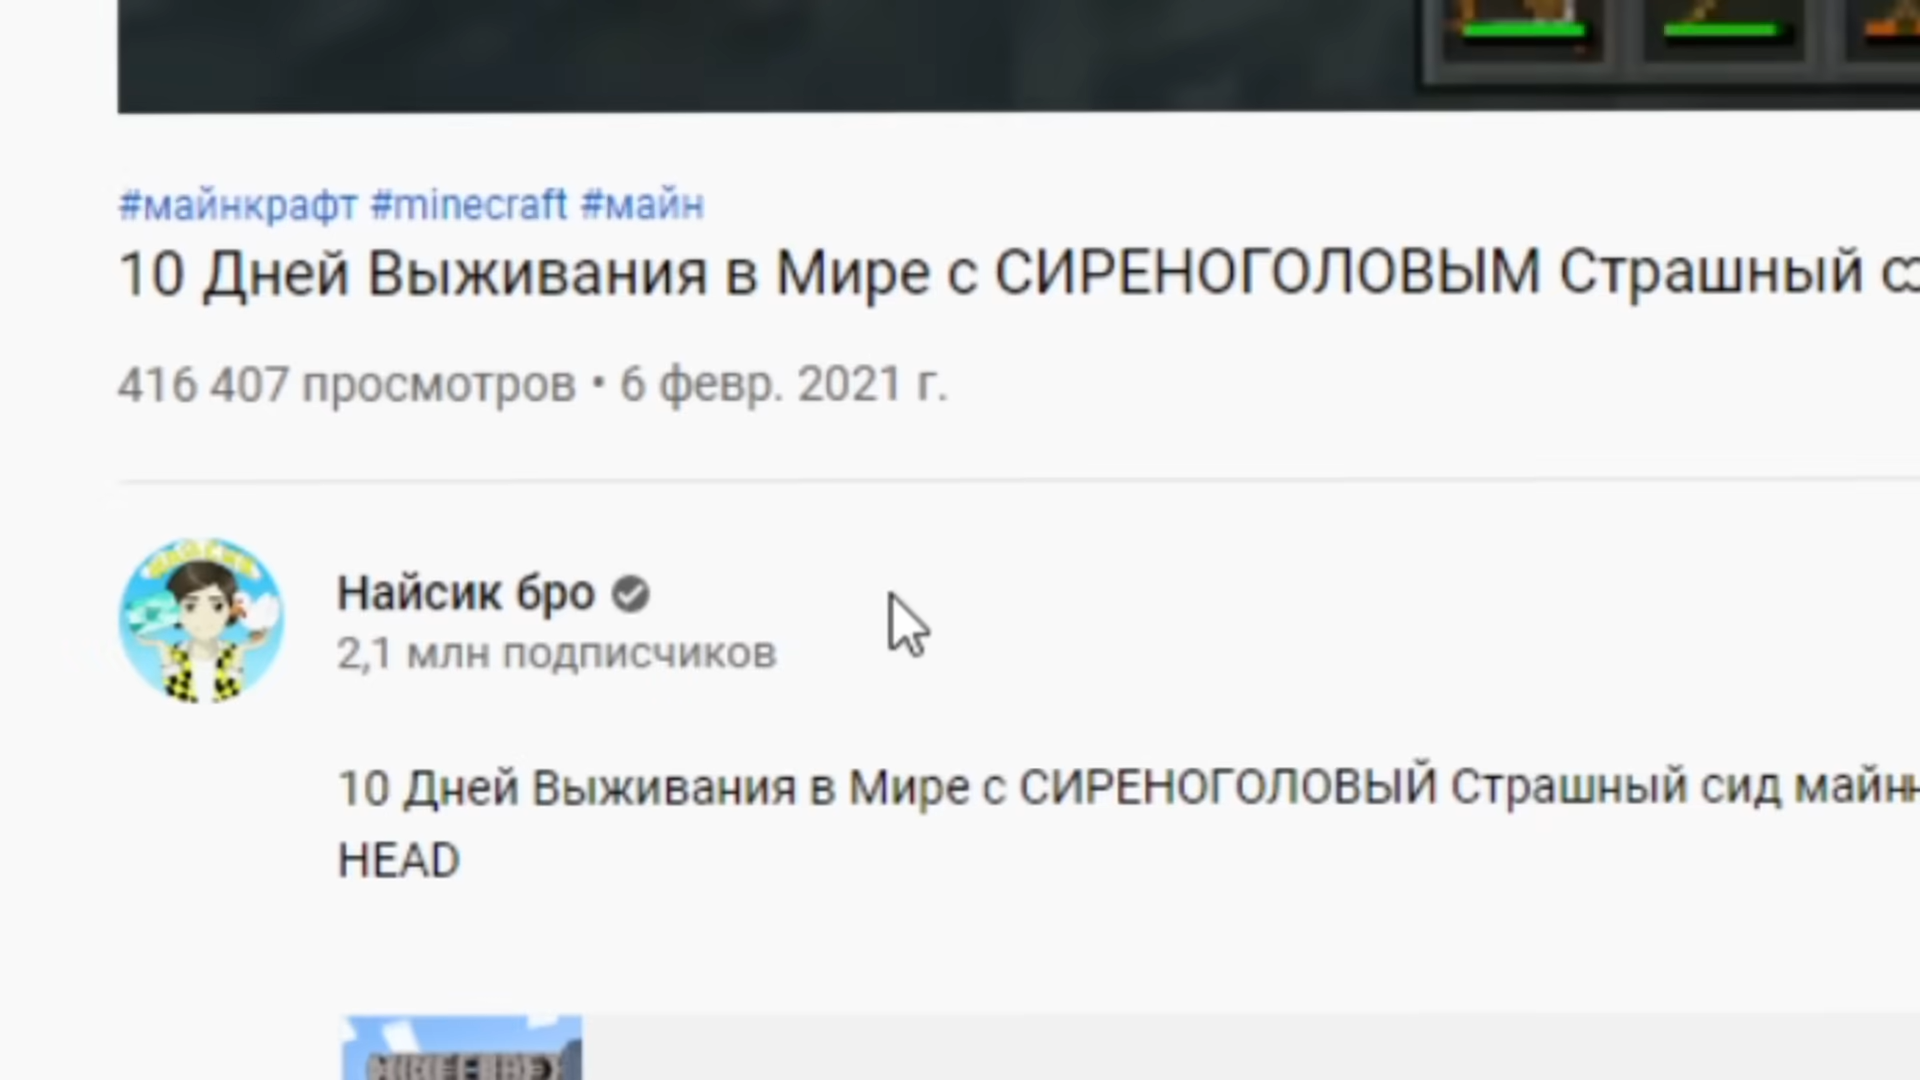 #майнкрафт #minecraft #майн
10 Дней Выживания в Мире с СИРЕНОГОЛОВЫМ Страшный
416 407 просмотров • 6 февр. 2021 г.
Найсик бро
2,1 млн подписчиков
10 Дней Выживания в Мире с СИРЕНОГОЛОВЫЙ Страшный сид
HEAD